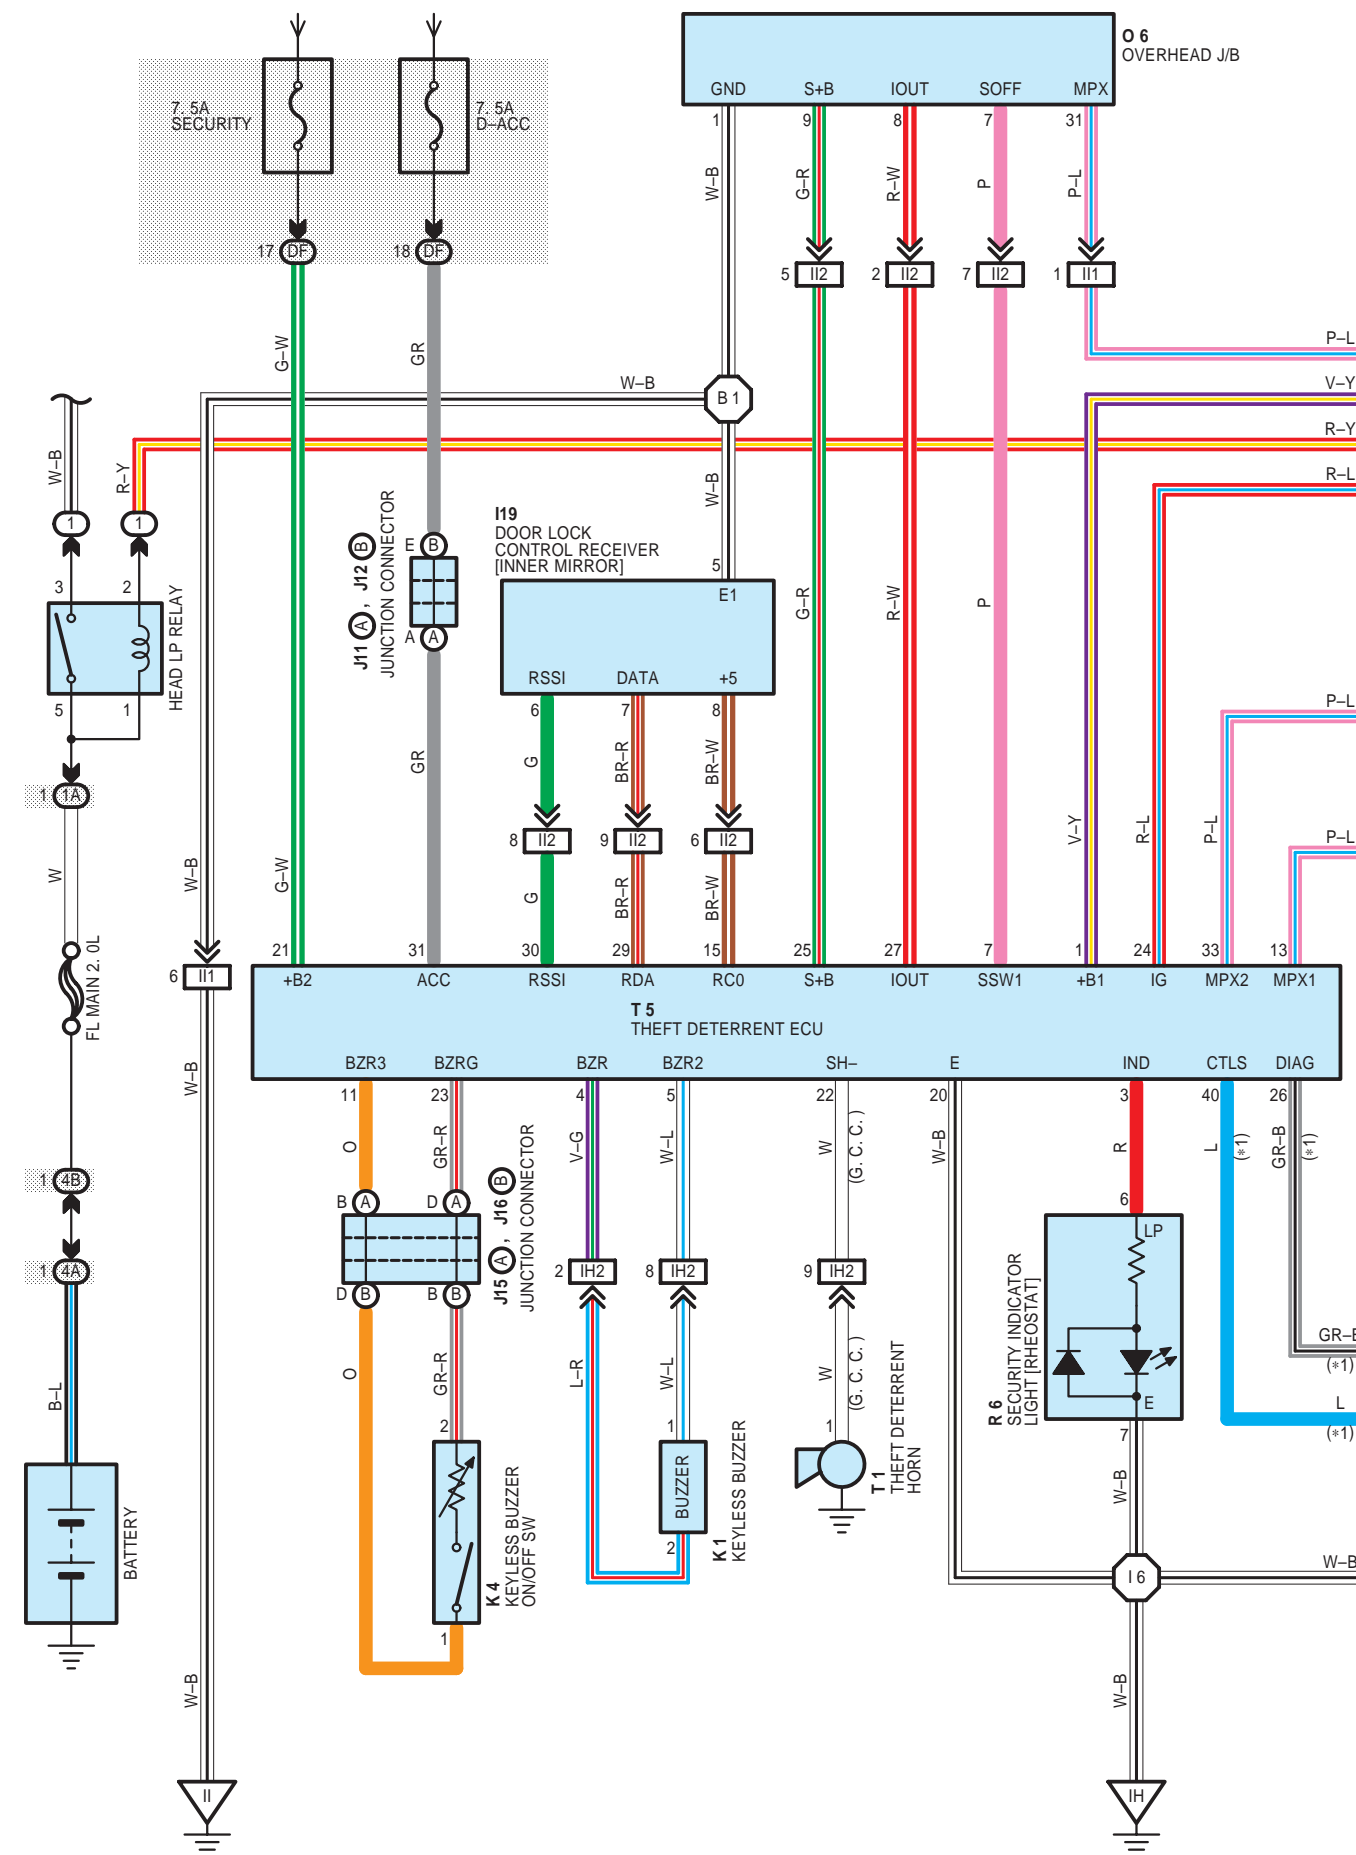 O 6
OVERHEAD J/B
GND S+B IOUT SOFF MPX
1 9 8 7 31
7. 5A
SECURITY
7. 5A
D–ACC
W–B G–R R–W P P–L
17 DF 18 DF
5 II2 2 II2 7 II2 1 II1
G–W GR
P–L
W–B
B 1
V–Y
R–Y
R–L
W–B R–Y
W–B
1 1
I19
DOOR LOCK
CONTROL RECEIVER
[INNER MIRROR]
J11 A , J12 B
JUNCTION CONNECTOR
E B
A A
5
E1
3 2
HEAD LP RELAY
5 1
G–R R–W P
RSSI DATA +5
6 7 8
P–L
GR
G BR–R BR–W
1 1A
8 II2 9 II2 6 II2
V–Y R–L P–L
P–L
W
W–B
G–W
G BR–R BR–W
FL MAIN 2. 0L
6 II1
21 31 30 29 15 25 27 7 1 24 33 13
+B2 ACC RSSI RDA RC0 S+B IOUT SSW1 +B1 IG MPX2 MPX1
T 5
THEFT DETERRENT ECU
BZR3 BZRG BZR BZR2 SH– E IND CTLS DIAG
11 23 4 5 22 20 3 40 26
W–B
O GR–R V–G W–L W (G. C. C. ) W–B R L (*1) GR–B (*1)
1 4B
1 4A
B A D A
D B B B
J15 A , J16 B
JUNCTION CONNECTOR
2 IH2 8 IH2 9 IH2
6
LP
E
7
R 6
SECURITY INDICATOR
LIGHT [RHEOSTAT]
GR–B
(*1)
L
(*1)
B–L
O GR–R L–R W–L W (G. C. C. )
2
1
1
BATTERY
K 4
KEYLESS BUZZER
ON/OFF SW
1
BUZZER
2
K 1
KEYLESS BUZZER
T 1
THEFT DETERRENT
HORN
W–B
I 6
W–B
W–B
W–B
II
IH